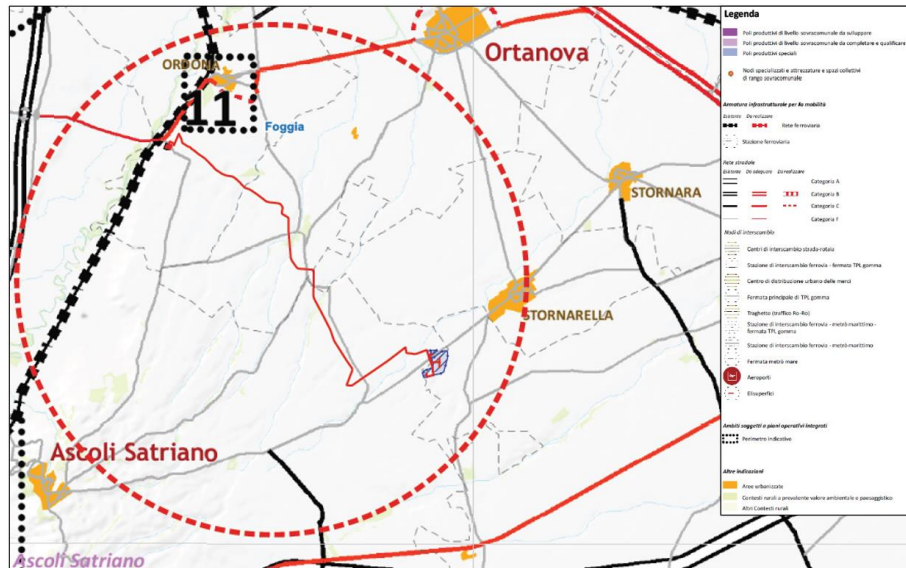 Ortanova
ORDONA
11
Foggia
STORNARA
STORNARELLA
Ascoli Satriano
Ascoli Satriano
Legenda
Poli produttivi di livello sovracomunale da sviluppare
Poli produttivi di livello sovracomunale da completare e qualificare
Poli produttivi speciali
Nodi specializzati e attrezzature e spazi collettivi
di rango sovracomunale
Armatura infrastrutturale per la mobilità
Esistente Da realizzare
Rete ferroviaria
Stazione ferroviaria
Rete stradale
Esistente Da adeguare Da realizzare
Categoria A
Categoria B
Categoria C
Categoria F
Nodi di interscambio
Centri di interscambio strada-rotaia
Stazione di interscambio ferrovia - fermata TPL gomma
Centro di distribuzione urbano delle merci
Fermata principale di TPL gomma
Traghetto (traffico Ro-Ro)
Stazione di interscambio ferrovia - metrò marittimo -
fermata TPL gomma
Stazione di interscambio ferrovia - metrò marittimo
Fermata metrò mare
Aeroporti
Elisuperfici
Ambiti soggetti a piani operativi integrati
Perimetro indicativo
Altre indicazioni
Aree urbanizzate
Contesti rurali a prevalente valore ambientale e paesaggistico
Altri Contesti rurali